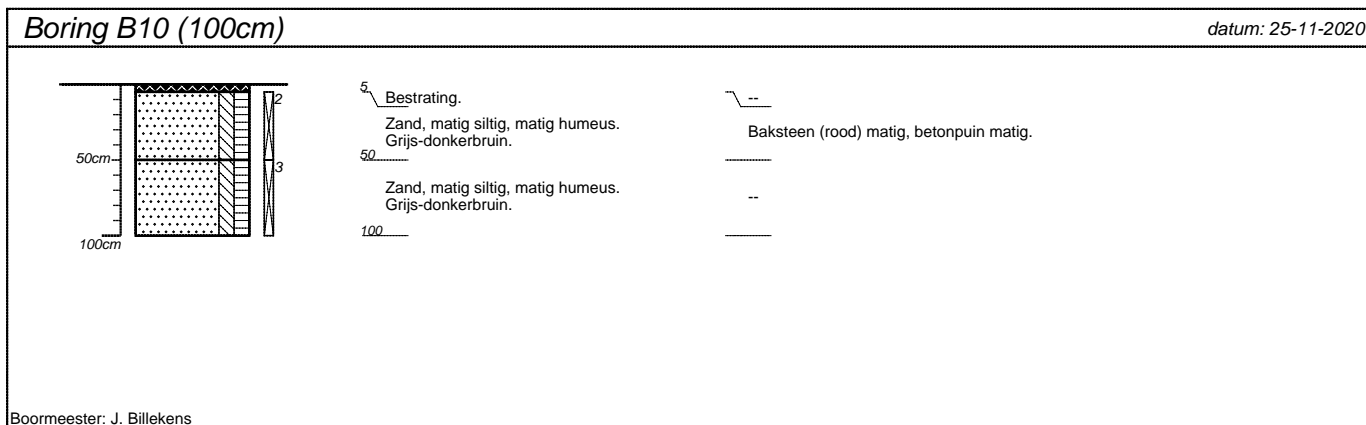 Boring B10 (100cm)
datum: 25-11-2020
5
Bestrating.
--
2
Zand, matig siltig, matig humeus.
Grijs-donkerbruin.
Baksteen (rood) matig, betonpuin matig.
50cm
50
3
Zand, matig siltig, matig humeus.
Grijs-donkerbruin.
--
100cm
100
Boormeester: J. Billekens